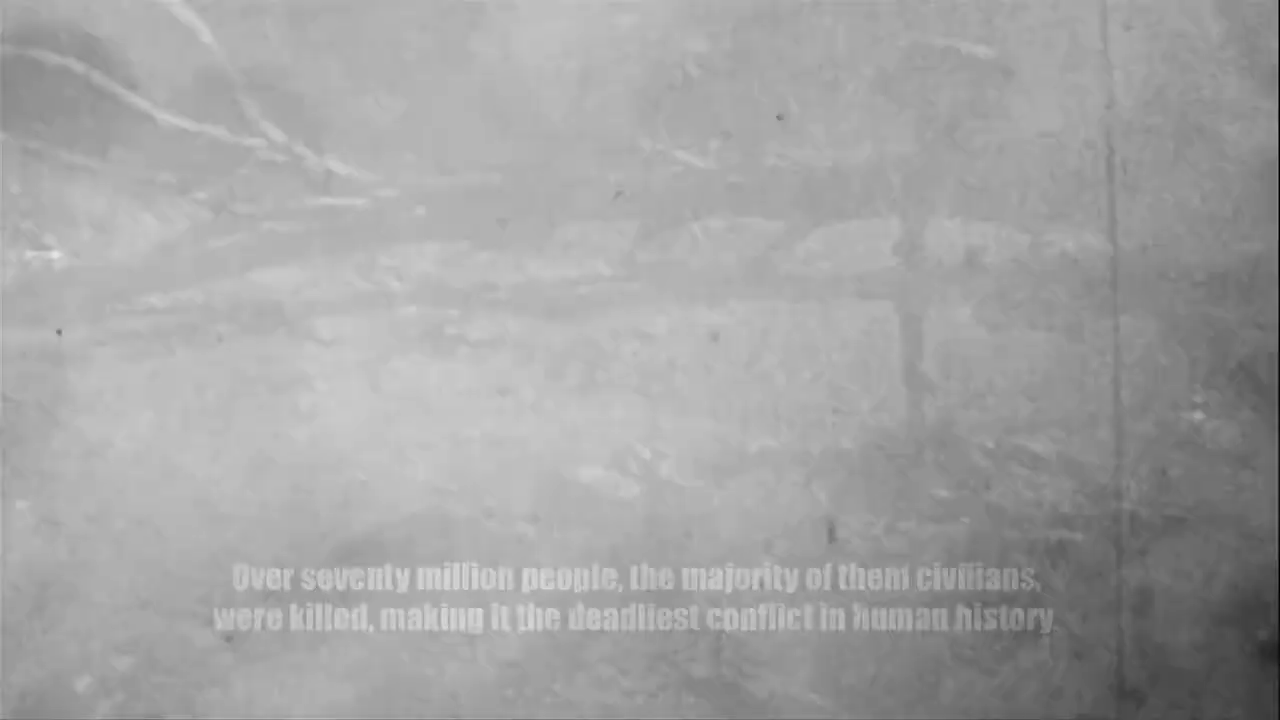 Over seventy million people, the majority of them civilians,
were killed, making it the deadliest conflict in human history